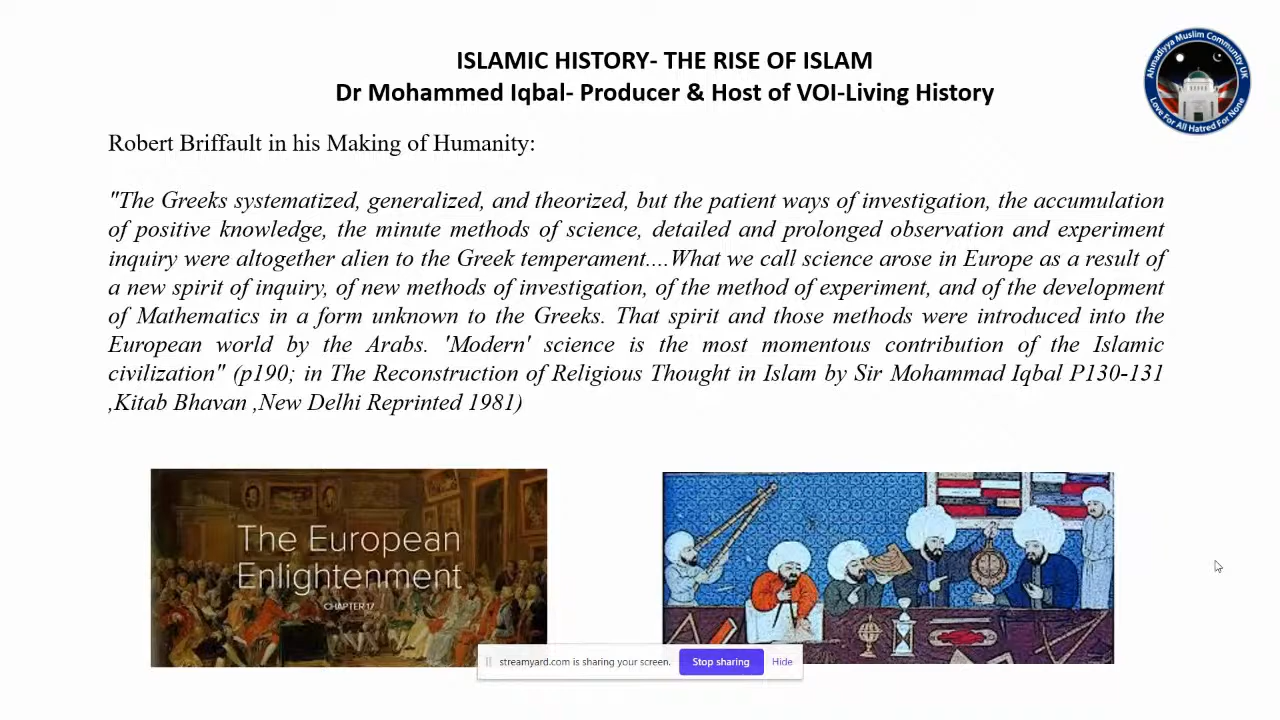 ISLAMIC HISTORY- THE RISE OF ISLAM
Dr Mohammed Iqbal- Producer & Host of VOI-Living History
Ahmadiyya Muslim Community UK
Love For All Hatred For None
Robert Briffault in his Making of Humanity:
"The Greeks systematized, generalized, and theorized, but the patient ways of investigation, the accumulation
of positive knowledge, the minute methods of science, detailed and prolonged observation and experiment
inquiry were altogether alien to the Greek temperament....What we call science arose in Europe as a result of
a new spirit of inquiry, of new methods of investigation, of the method of experiment, and of the development
of Mathematics in a form unknown to the Greeks. That spirit and those methods were introduced into the
European world by the Arabs. 'Modern' science is the most momentous contribution of the Islamic
civilization" (p190; in The Reconstruction of Religious Thought in Islam by Sir Mohammad Iqbal P130-131
,Kitab Bhavan ,New Delhi Reprinted 1981)
The European
Enlightenment
CHAPTER 17
streamyard.com is sharing your screen.
Stop sharing
Hide